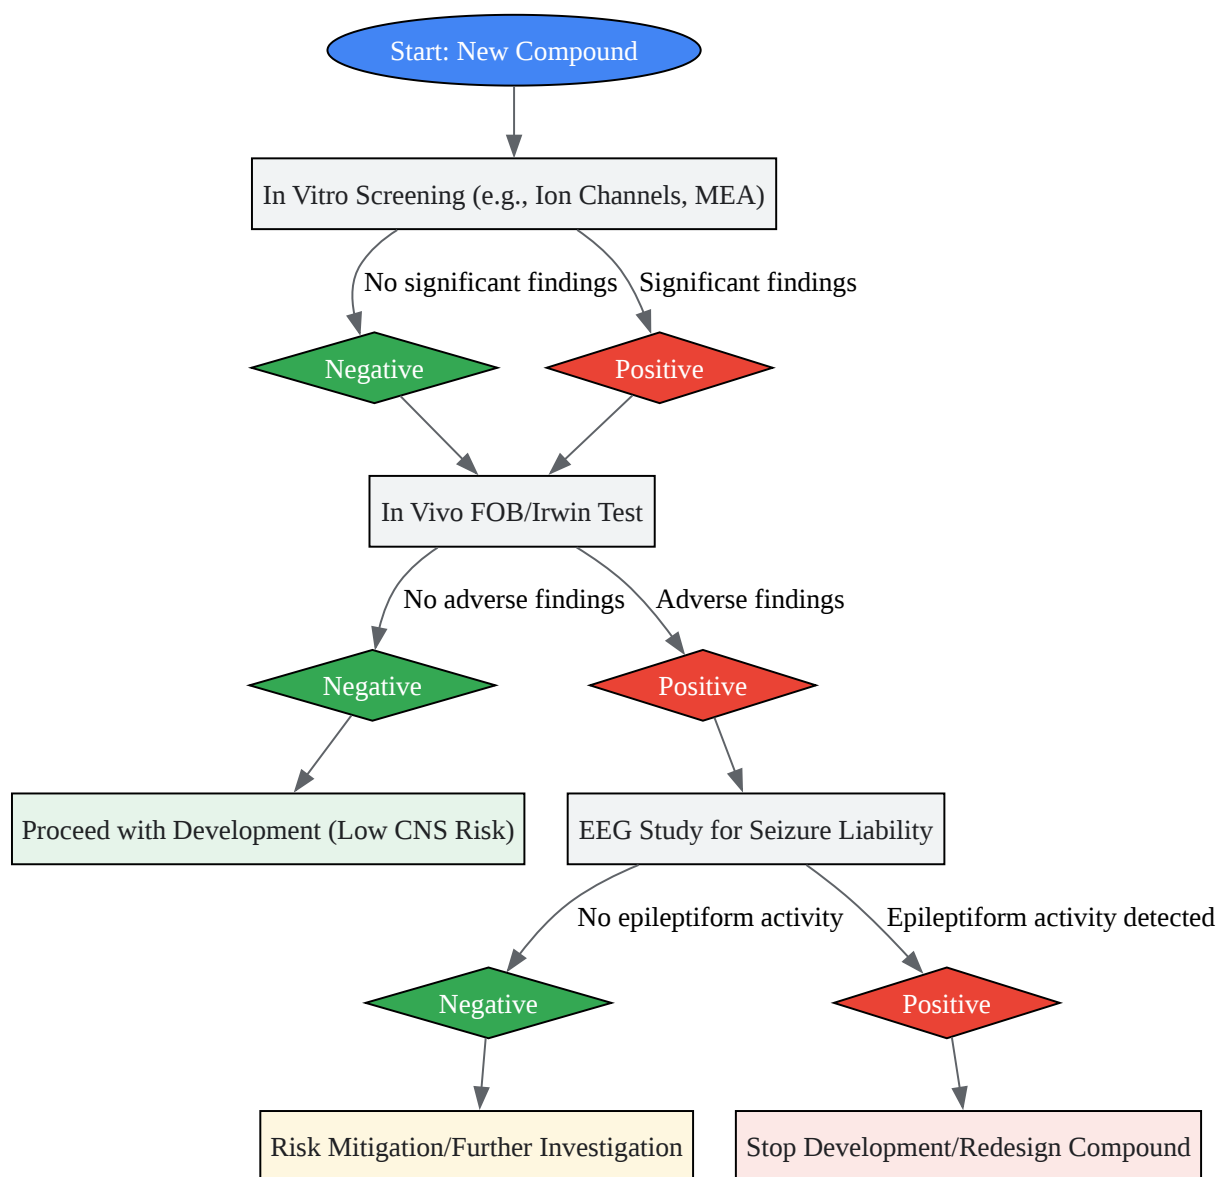 Start: New Compound
In Vitro Screening (e.g., Ion Channels, MEA)
No significant findings
Significant findings
Negative
Positive
In Vivo FOB/Irwin Test
No adverse findings
Adverse findings
Negative
Positive
Proceed with Development (Low CNS Risk)
EEG Study for Seizure Liability
No epileptiform activity
Epileptiform activity detected
Negative
Positive
Risk Mitigation/Further Investigation
Stop Development/Redesign Compound